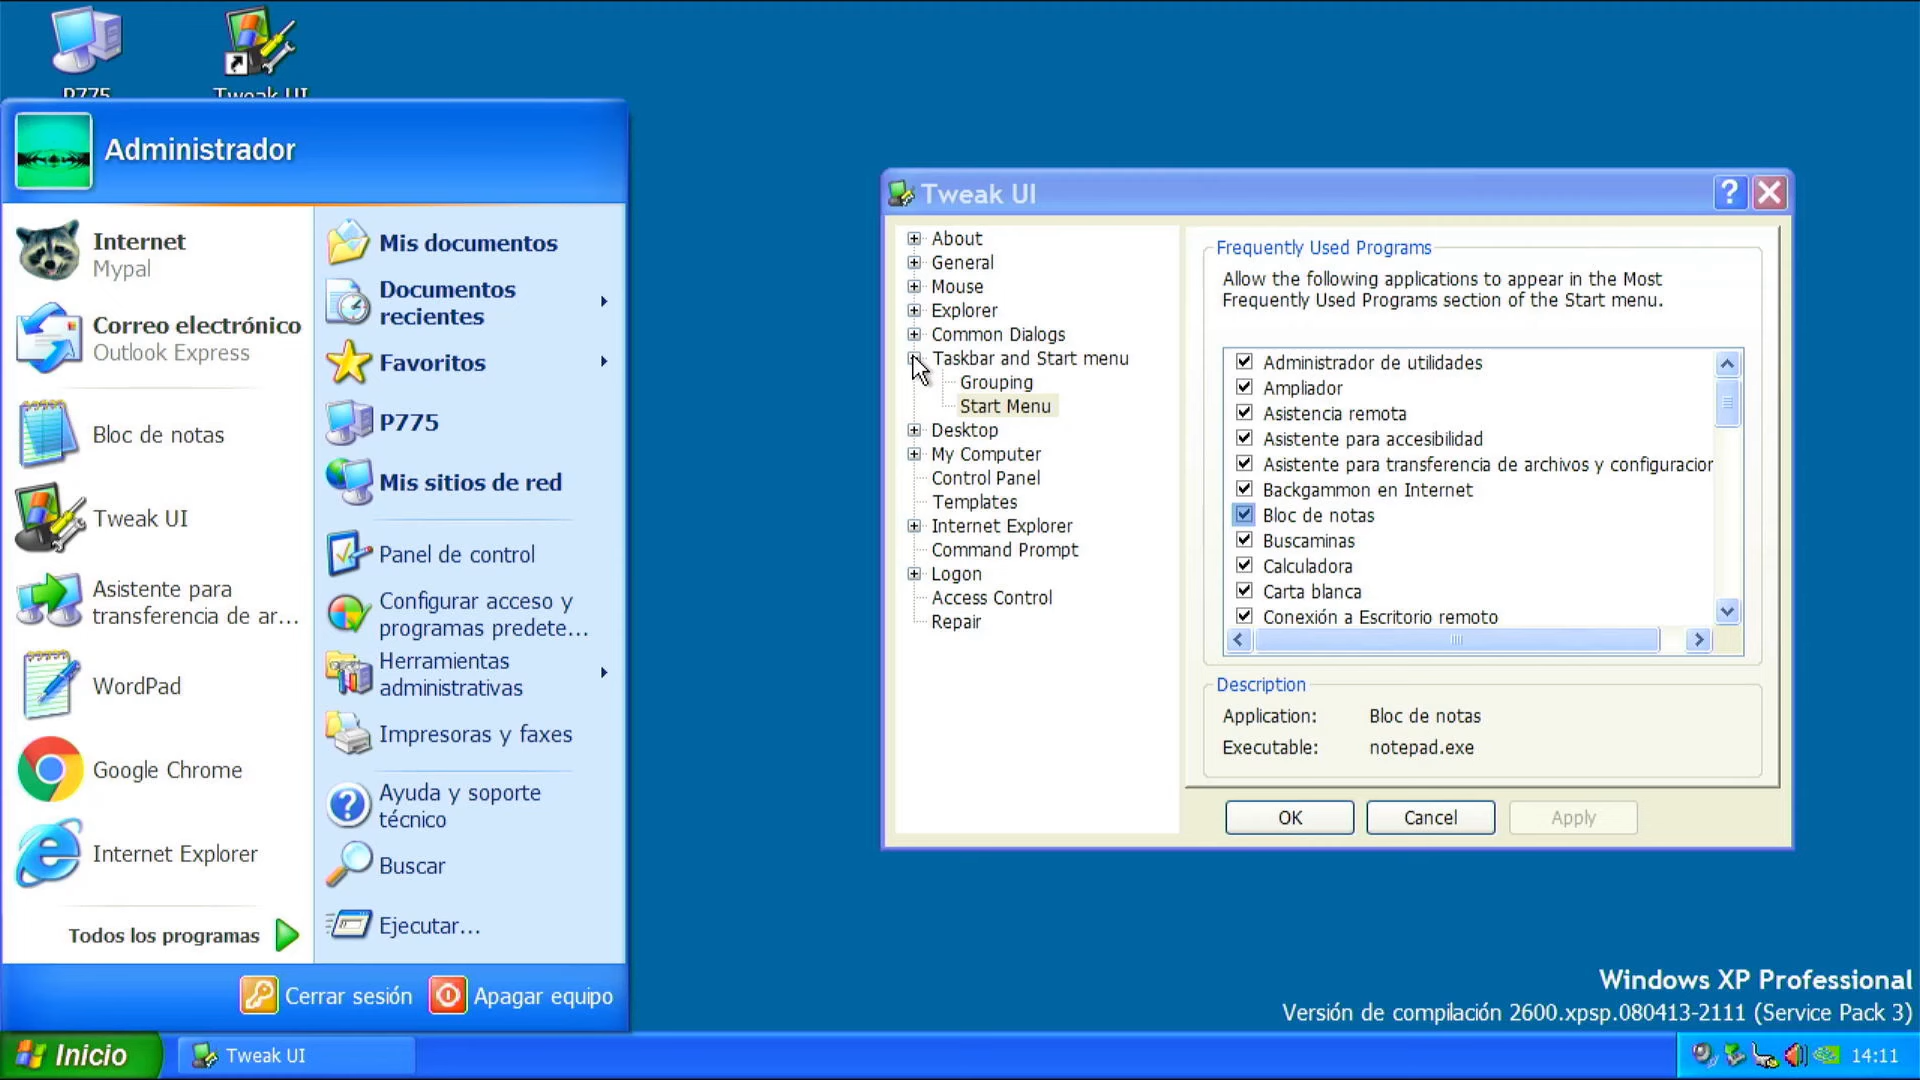 P775
Tweak UI
Administrador
Internet
Mypal
Correo electrónico
Outlook Express
Bloc de notas
Tweak UI
Asistente para
transferencia de ar...
WordPad
Google Chrome
Internet Explorer
Todos los programas
Mis documentos
Documentos
recientes
Favoritos
P775
Mis sitios de red
Panel de control
Configurar acceso y
programas predete...
Herramientas
administrativas
Impresoras y faxes
Ayuda y soporte
técnico
Buscar
Ejecutar...
Cerrar sesión
Apagar equipo
Tweak UI
About
General
Mouse
Explorer
Common Dialogs
Taskbar and Start menu
Grouping
Start Menu
Desktop
My Computer
Control Panel
Templates
Internet Explorer
Command Prompt
Logon
Access Control
Repair
Frequently Used Programs
Allow the following applications to appear in the Most
Frequently Used Programs section of the Start menu.
Administrador de utilidades
Ampliador
Asistencia remota
Asistente para accesibilidad
Asistente para transferencia de archivos y configuracior
Backgammon en Internet
Bloc de notas
Buscaminas
Calculadora
Carta blanca
Conexión a Escritorio remoto
Description
Application: Bloc de notas
Executable: notepad.exe
OK
Cancel
Apply
Windows XP Professional
Versión de compilación 2600.xpsp.080413-2111 (Service Pack 3)
Inicio
Tweak UI
14:11